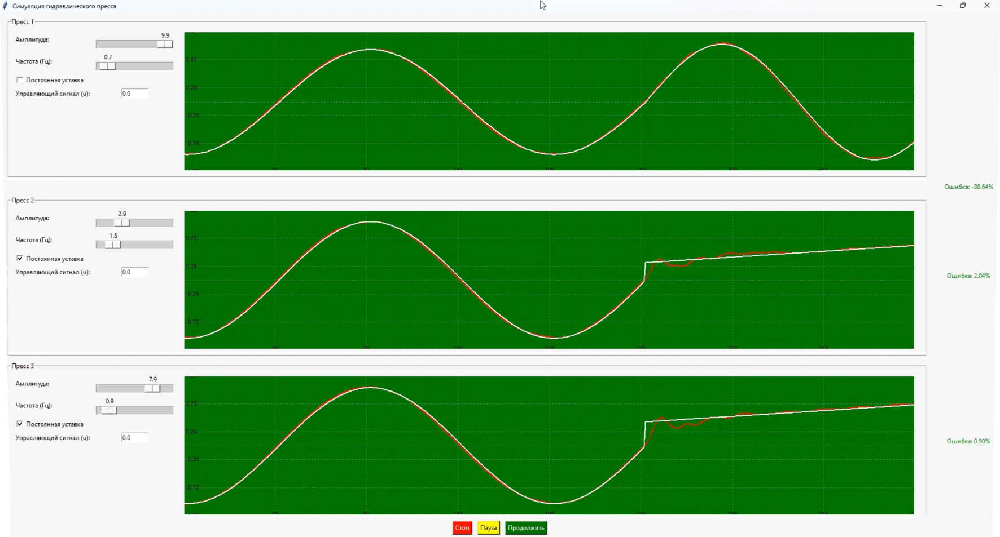 Симуляция гидравлического пресса
Пресс 1
Амплитуда:
9.9
Частота (Гц):
0.7
Постоянная уставка
Управляющий сигнал (u):
0.0
0.81
0.28
-0.25
-0.79
Ошибка: -88.64%
Пресс 2
Амплитуда:
2.9
Частота (Гц):
1.5
Постоянная уставка
Управляющий сигнал (u):
0.0
0.72
0.24
-0.24
-0.72
Ошибка: 2.04%
Пресс 3
Амплитуда:
7.9
Частота (Гц):
0.9
Постоянная уставка
Управляющий сигнал (u):
0.0
0.73
0.24
-0.24
-0.72
Ошибка: 0.50%
Стоп
Пауза
Продолжить